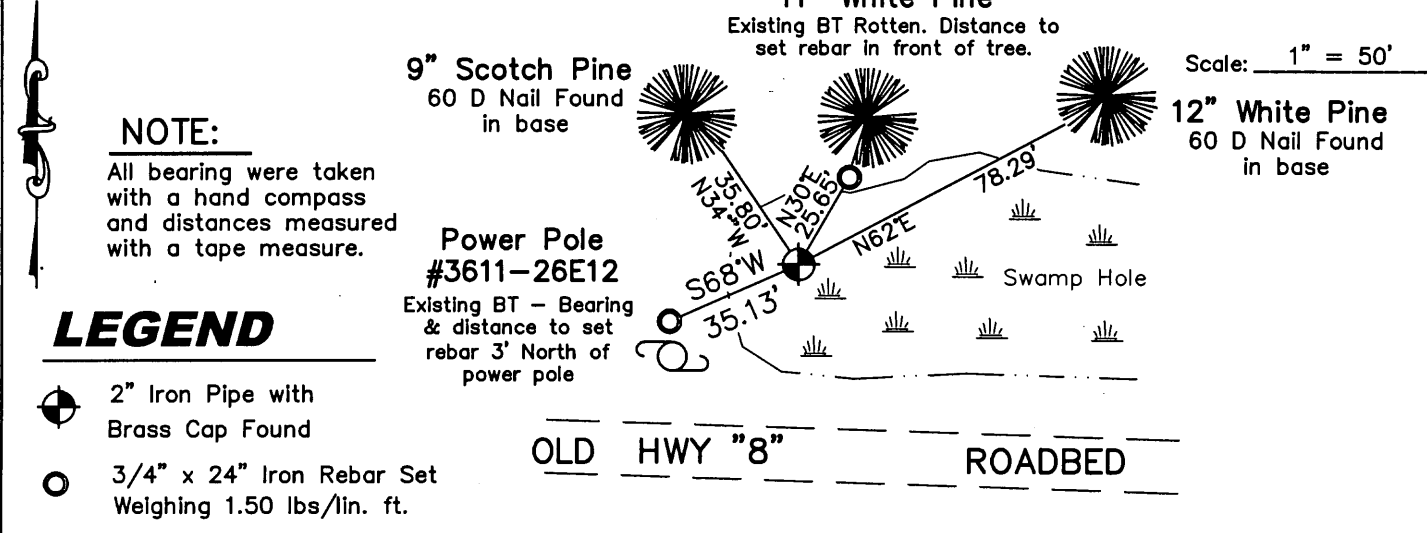 11" White Pine
Existing BT Rotten. Distance to
set rebar in front of tree.
Scale: 1" = 50'
9" Scotch Pine
60 D Nail Found
in base
12" White Pine
60 D Nail Found
in base
NOTE:
All bearing were taken
with a hand compass
and distances measured
with a tape measure.
35.80'
N34°W
N30°E
25.65'
78.29'
N62°E
Power Pole
#3611-26E12
Existing BT - Bearing
& distance to set
rebar 3' North of
power pole
S68°W
35.13'
Swamp Hole
LEGEND
2" Iron Pipe with
Brass Cap Found
3/4" x 24" Iron Rebar Set
Weighing 1.50 lbs/lin. ft.
OLD HWY "8" ROADBED